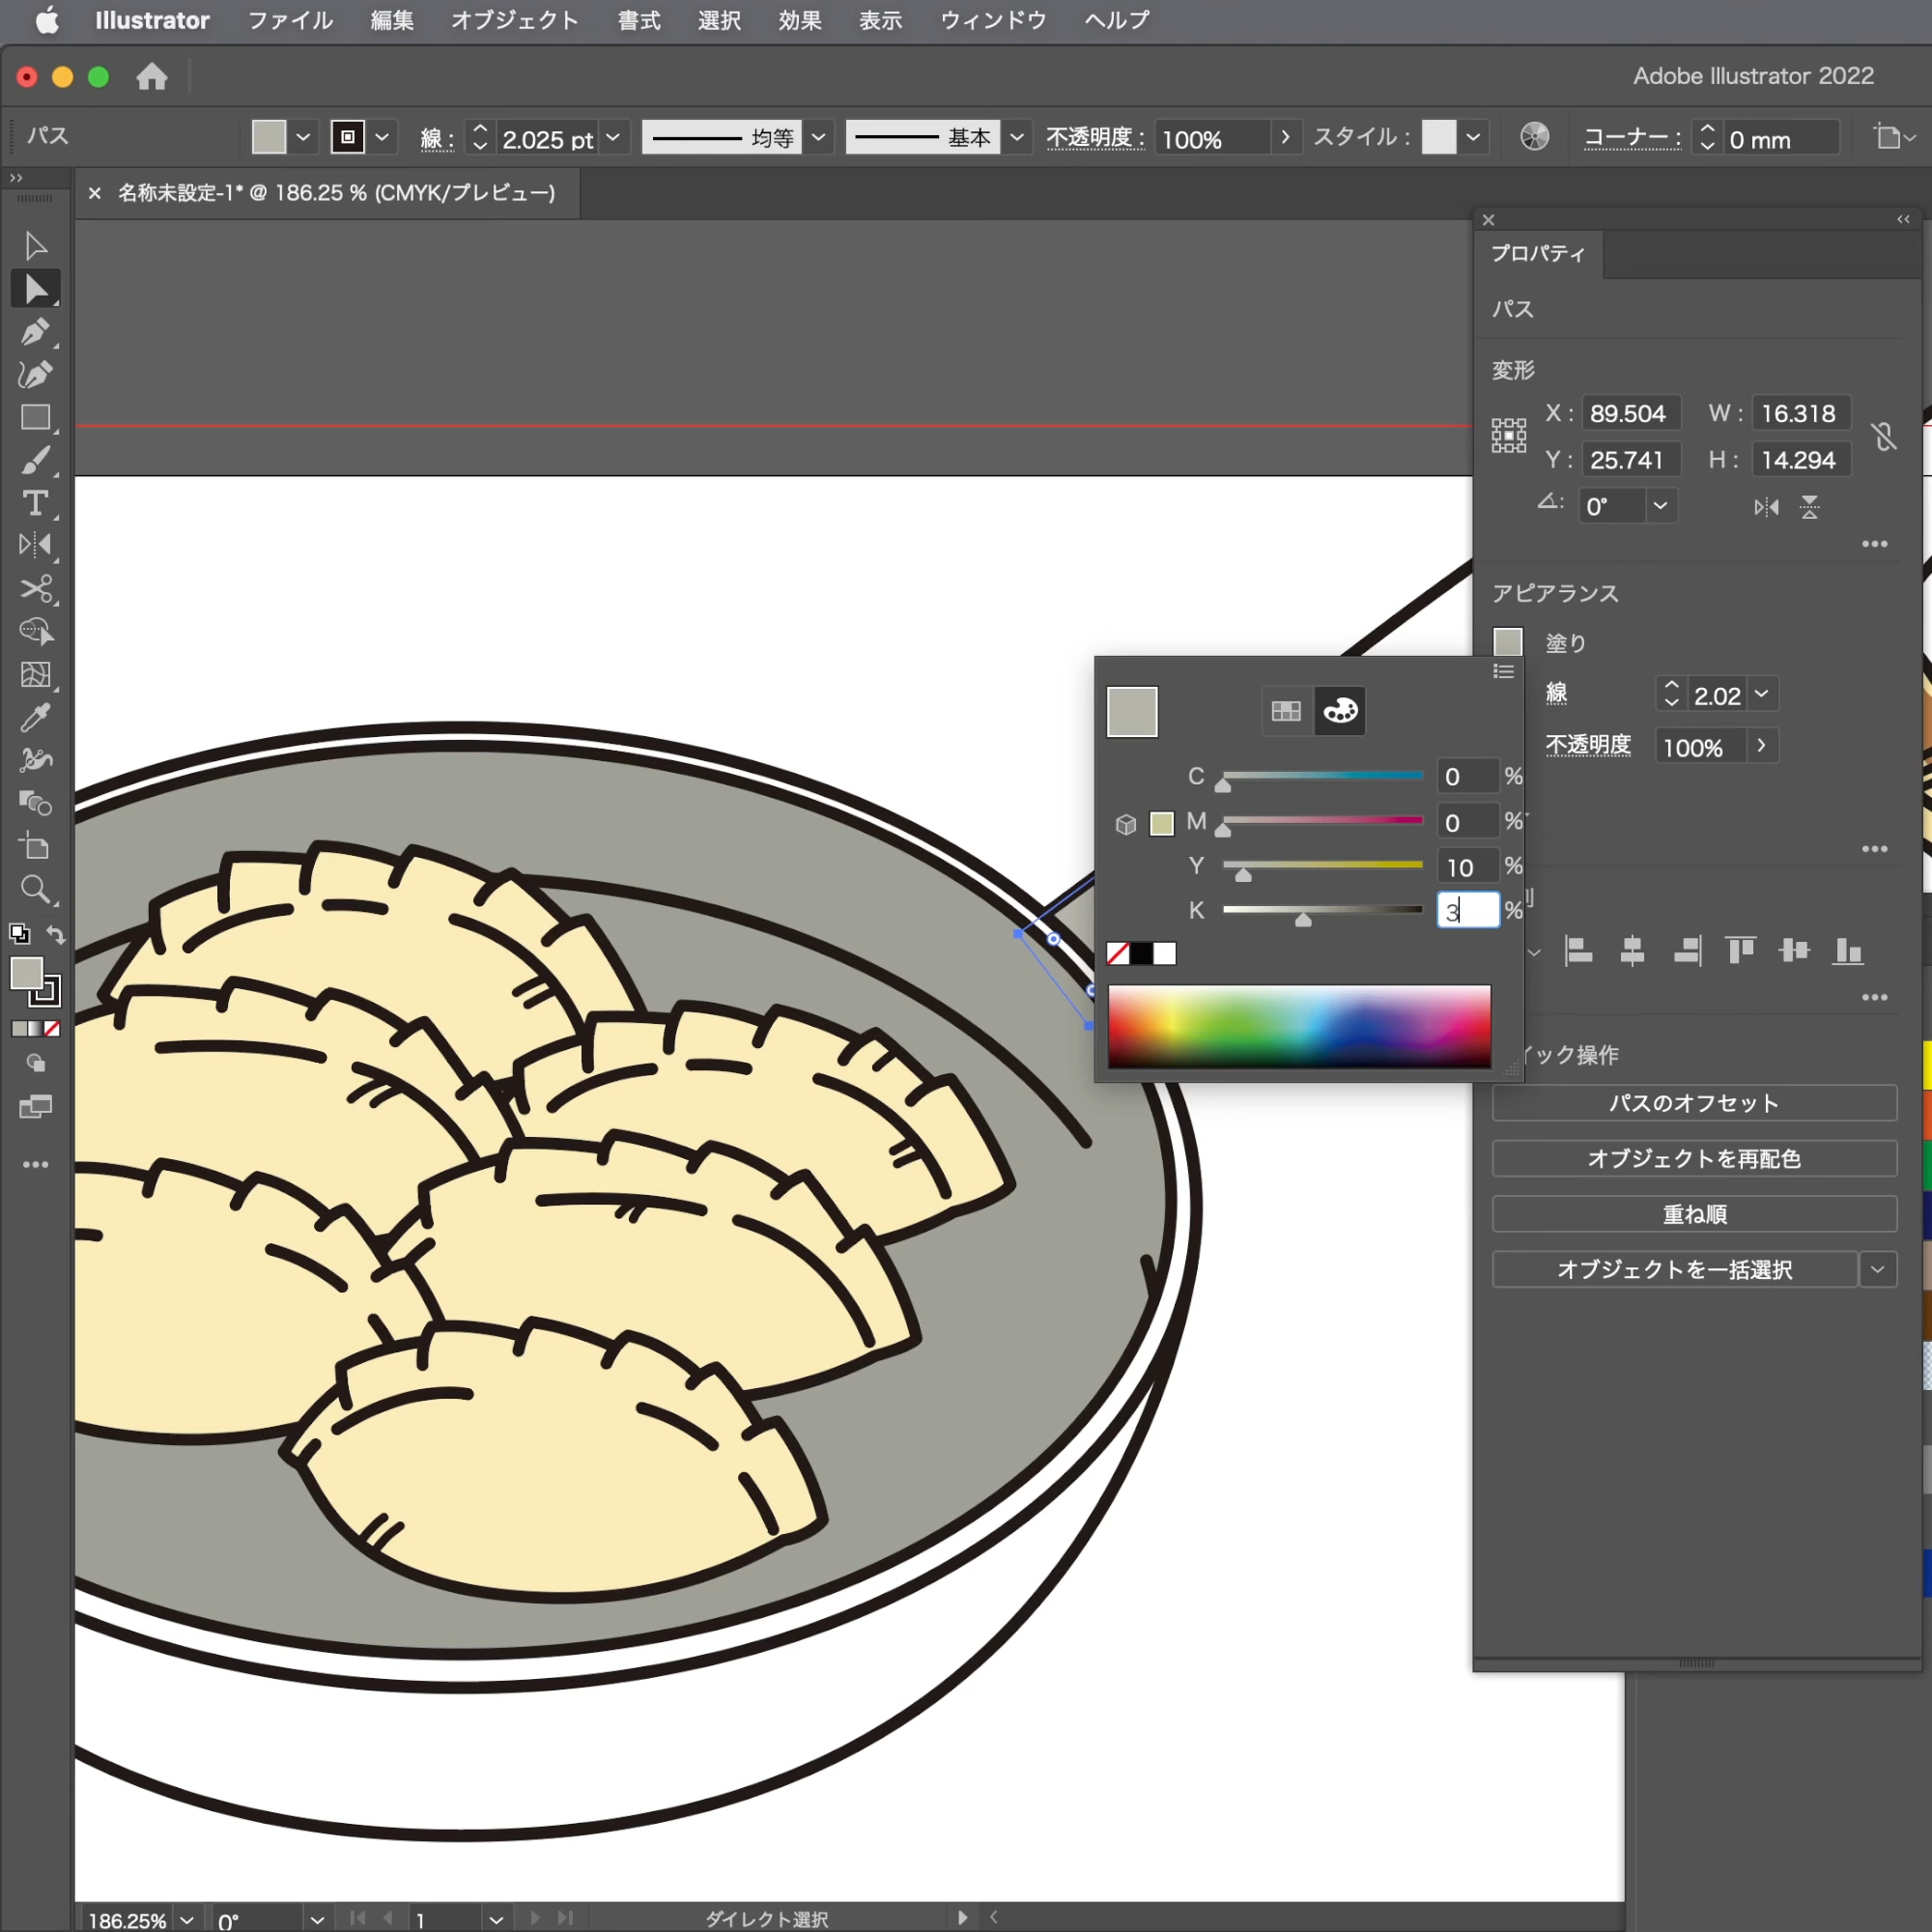 Illustrator ファイル 編集 オブジェクト 書式 選択 効果 表示 ウィンドウ ヘルプ
Adobe Illustrator 2022
パス 線 : 2.025 pt 均等 基本 不透明度 : 100% スタイル : コーナー : 0 mm
× 名称未設定-1* @ 186.25 % (CMYK/プレビュー)
プロパティ
パス
変形
X : 89.504 W : 16.318
Y : 25.741 H : 14.294
0°
アピアランス
塗り
線 2.02
不透明度 100%
C 0 %
M 0 %
Y 10 %
K 3 %
ック操作
パスのオフセット
オブジェクトを再配色
重ね順
オブジェクトを一括選択
186.25% 0° 1 ダイレクト選択